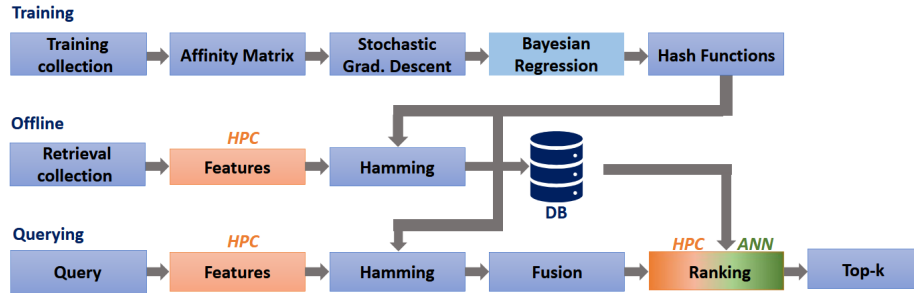 Training
Training collection
Affinity Matrix
Stochastic Grad. Descent
Bayesian Regression
Hash Functions
Offline
HPC
Retrieval collection
Features
Hamming
DB
Querying
HPC
HPC
ANN
Query
Features
Hamming
Fusion
Ranking
Top-k